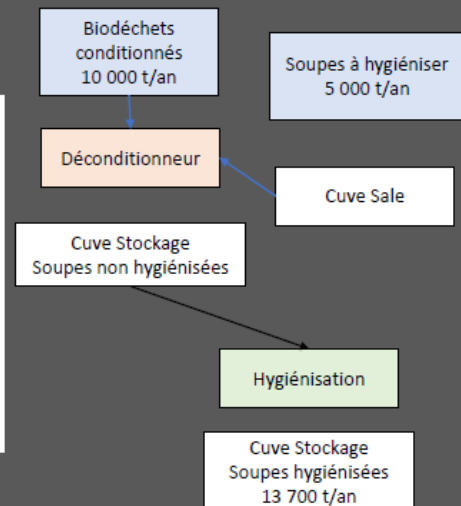 Biodéchets
conditionnés
10 000 t/an
Soupes à hygiéniser
5 000 t/an
Déconditionneur
Cuve Sale
Cuve Stockage
Soupes non hygiénisées
Hygiénisation
Cuve Stockage
Soupes hygiénisées
13 700 t/an